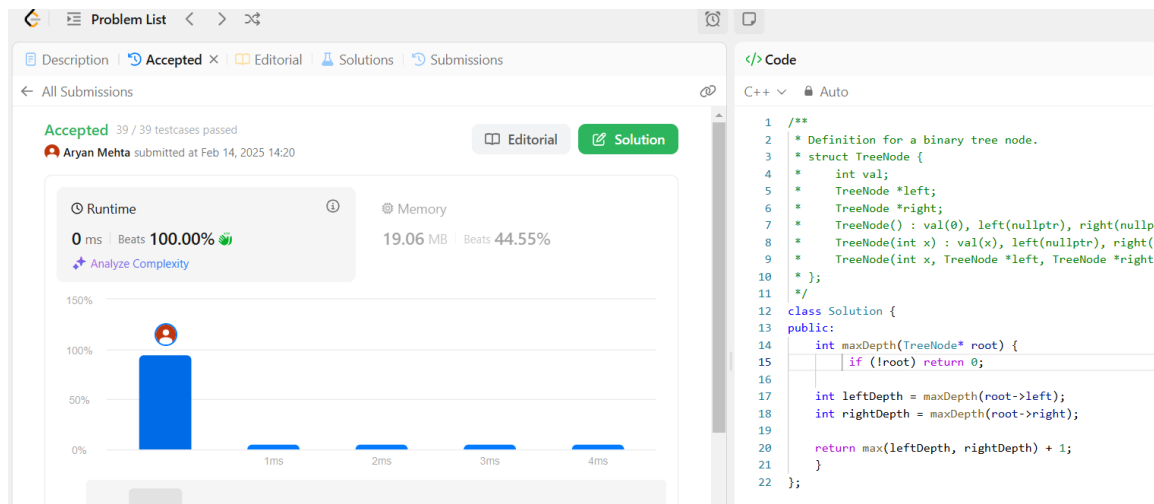 Problem List
Description Accepted Editorial Solutions Submissions
All Submissions
Accepted 39 / 39 testcases passed
Aryan Mehta submitted at Feb 14, 2025 14:20
Editorial
Solution
Runtime
0 ms Beats 100.00%
Analyze Complexity
Memory
19.06 MB Beats 44.55%
150%
100%
50%
0%
1ms 2ms 3ms 4ms
</> Code
C++ Auto
1 /**
2 * Definition for a binary tree node.
3 * struct TreeNode {
4 *     int val;
5 *     TreeNode *left;
6 *     TreeNode *right;
7 *     TreeNode() : val(0), left(nullptr), right(nullp
8 *     TreeNode(int x) : val(x), left(nullptr), right(
9 *     TreeNode(int x, TreeNode *left, TreeNode *right
10 * };
11 */
12 class Solution {
13 public:
14     int maxDepth(TreeNode* root) {
15         if (!root) return 0;
16
17     int leftDepth = maxDepth(root->left);
18     int rightDepth = maxDepth(root->right);
19
20     return max(leftDepth, rightDepth) + 1;
21     }
22 };